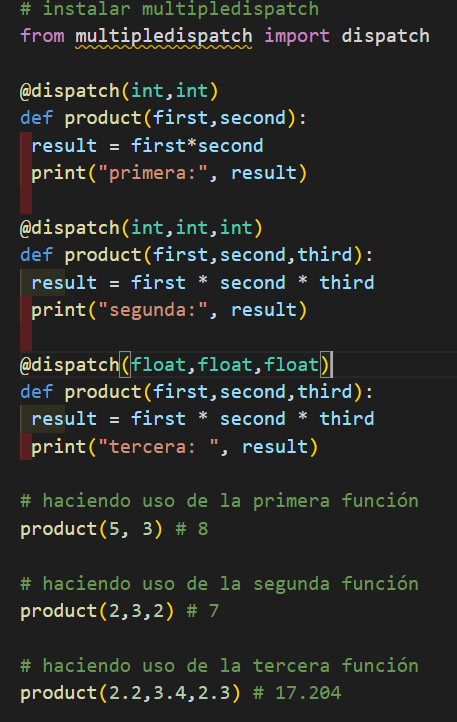 # instalar multipledispatch
from multipledispatch import dispatch
@dispatch(int,int)
def product(first,second):
result = first*second
print("primera:", result)
@dispatch(int,int,int)
def product(first,second,third):
result = first * second * third
print("segunda:", result)
@dispatch(float,float,float)
def product(first,second,third):
result = first * second * third
print("tercera: ", result)
# haciendo uso de la primera función
product(5, 3) # 8
# haciendo uso de la segunda función
product(2,3,2) # 7
# haciendo uso de la tercera función
product(2.2,3.4,2.3) # 17.204